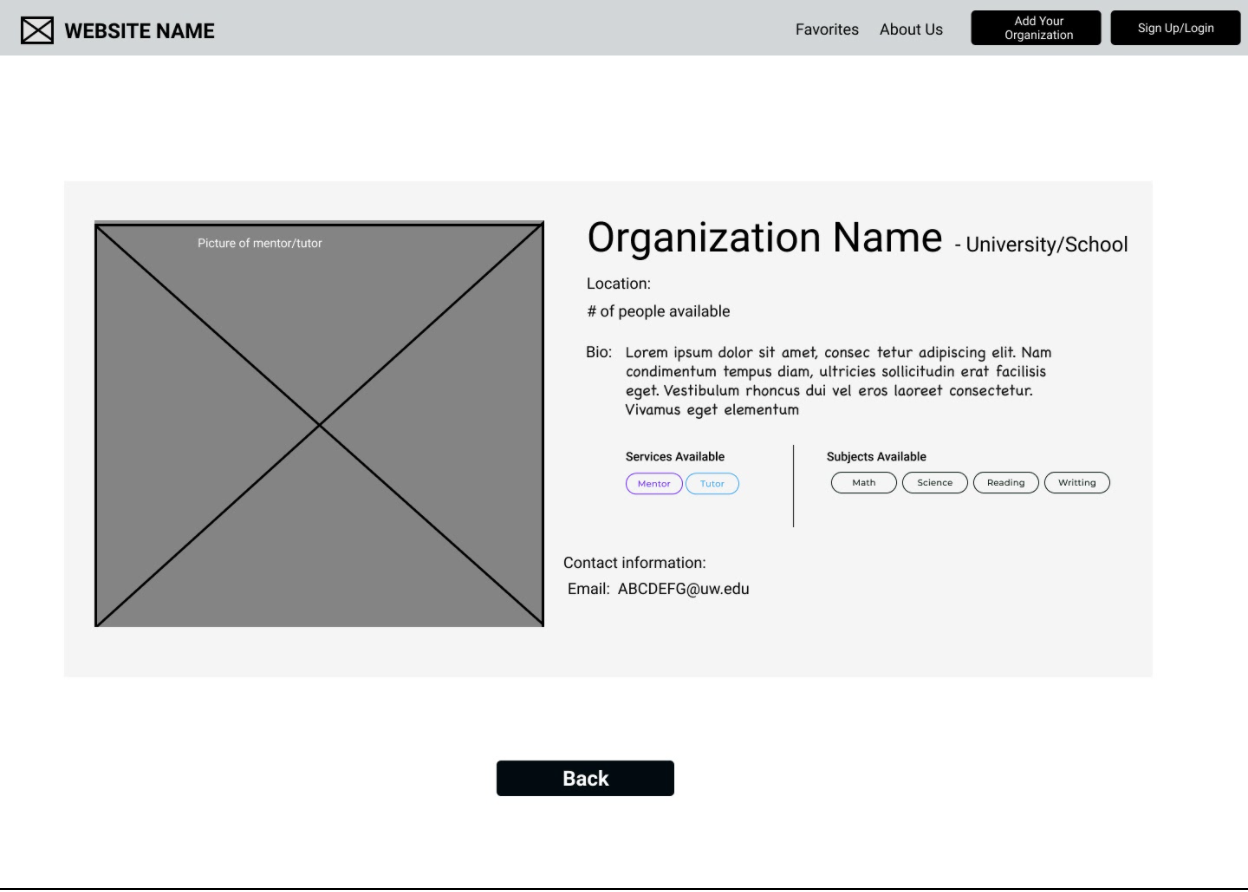 WEBSITE NAME
Favorites
About Us
Add Your
Organization
Sign Up/Login
Picture of mentor/tutor
Organization Name - University/School
Location:
# of people available
Bio: Lorem ipsum dolor sit amet, consec tetur adipiscing elit. Nam
condimentum tempus diam, ultricies sollicitudin erat facilisis
eget. Vestibulum rhoncus dui vel eros laoreet consectetur.
Vivamus eget elementum
Services Available
Mentor
Tutor
Subjects Available
Math
Science
Reading
Writting
Contact information:
Email: ABCDEFG@uw.edu
Back